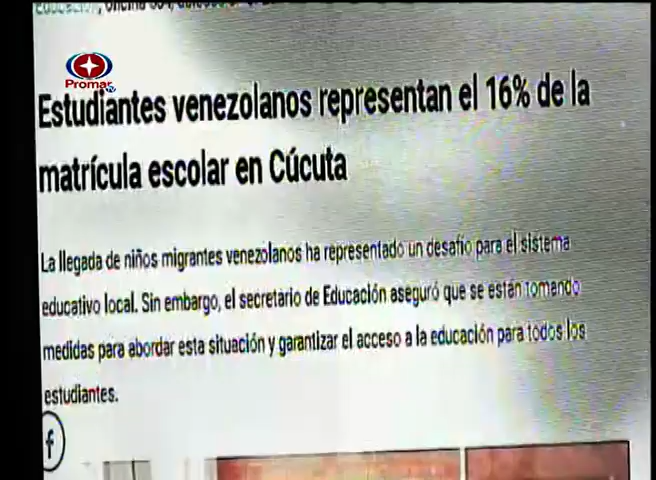 Promar tv
Estudiantes venezolanos representan el 16% de la
matrícula escolar en Cúcuta
La llegada de niños migrantes venezolanos ha representado un desafío para el sistema
educativo local. Sin embargo, el secretario de Educación aseguró que se están tomando
medidas para abordar esta situación y garantizar el acceso a la educación para todos los
estudiantes.
f